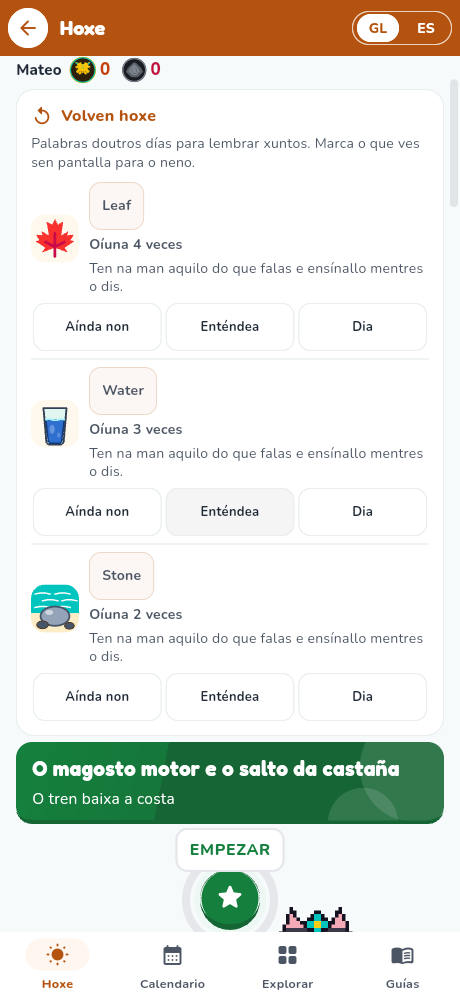 Hoxe
GL
ES
Mateo
0
0
Volven hoxe
Palabras doutros días para lembrar xuntos. Marca o que ves
sen pantalla para o neno.
Leaf
Oíuna 4 veces
Ten na man aquilo do que falas e ensínallo mentres
o dis.
Aínda non
Enténdea
Dia
Water
Oíuna 3 veces
Ten na man aquilo do que falas e ensínallo mentres
o dis.
Aínda non
Enténdea
Dia
Stone
Oíuna 2 veces
Ten na man aquilo do que falas e ensínallo mentres
o dis.
Aínda non
Enténdea
Dia
O magosto motor e o salto da castaña
O tren baixa a costa
EMPEZAR
Hoxe
Calendario
Explorar
Guías